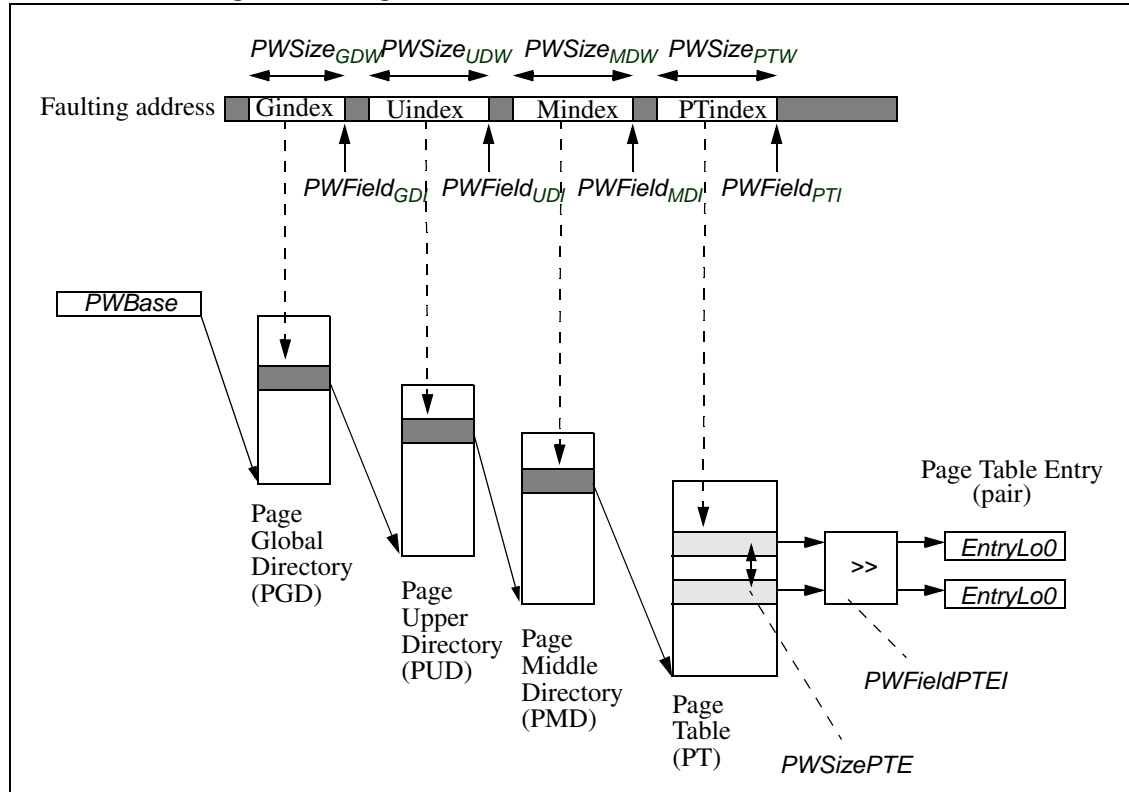 PWSizeGDW PWSizeUDW PWSizeMDW PWSizePTW
Faulting address Gindex Uindex Mindex PTindex
PWFieldGDI PWFieldUDI PWFieldMDI PWFieldPTI
PWBase
Page
Global
Directory
(PGD)
Page
Upper
Directory
(PUD)
Page
Middle
Directory
(PMD)
Page
Table
(PT)
Page Table Entry
(pair)
>>
EntryLo0
EntryLo0
PWFieldPTEI
PWSizePTE